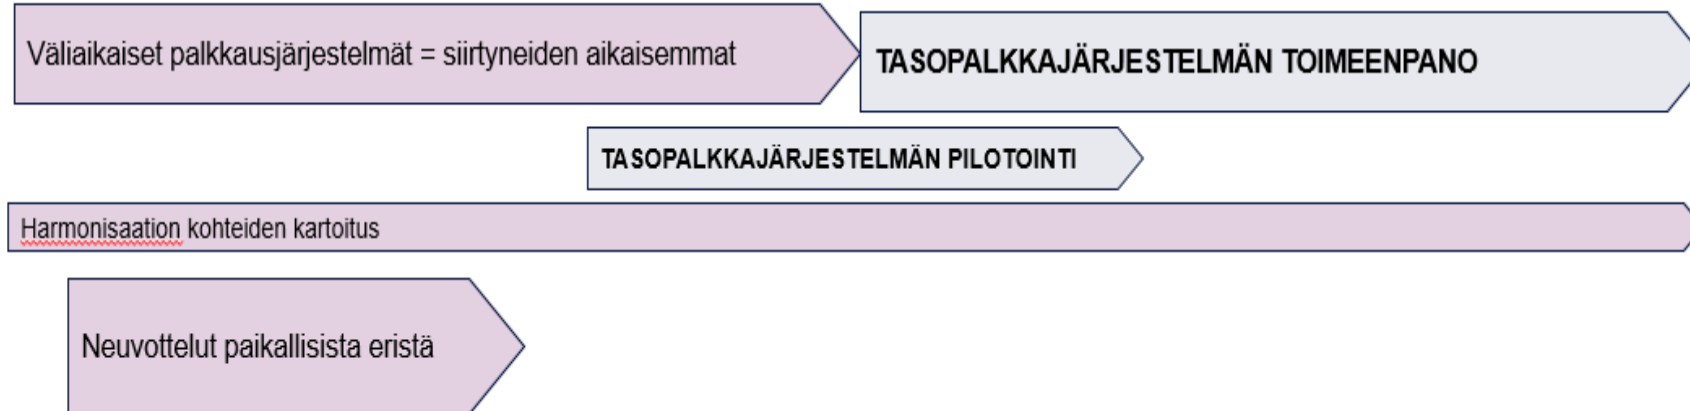 Väliaikaiset palkkausjärjestelmät = siirtyneiden aikaisemmat
TASOPALKKAJÄRJESTELMÄN TOIMEENPANO
TASOPALKKAJÄRJESTELMÄN PILOTOINTI
Harmonisaation kohteiden kartoitus
Neuvottelut paikallisista eristä